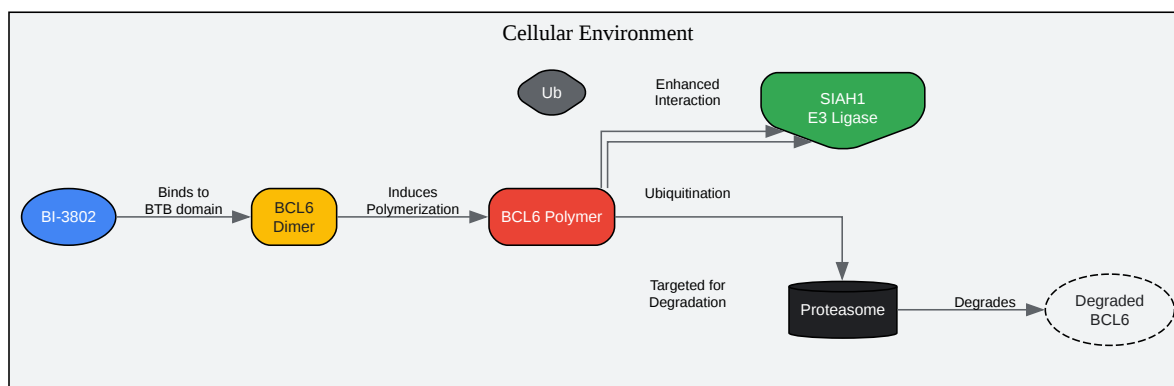 Cellular Environment
Ub
Enhanced
Interaction
SIAH1
E3 Ligase
BI-3802
Binds to
BTB domain
BCL6
Dimer
Induces
Polymerization
BCL6 Polymer
Ubiquitination
Targeted for
Degradation
Proteasome
Degrades
Degraded
BCL6